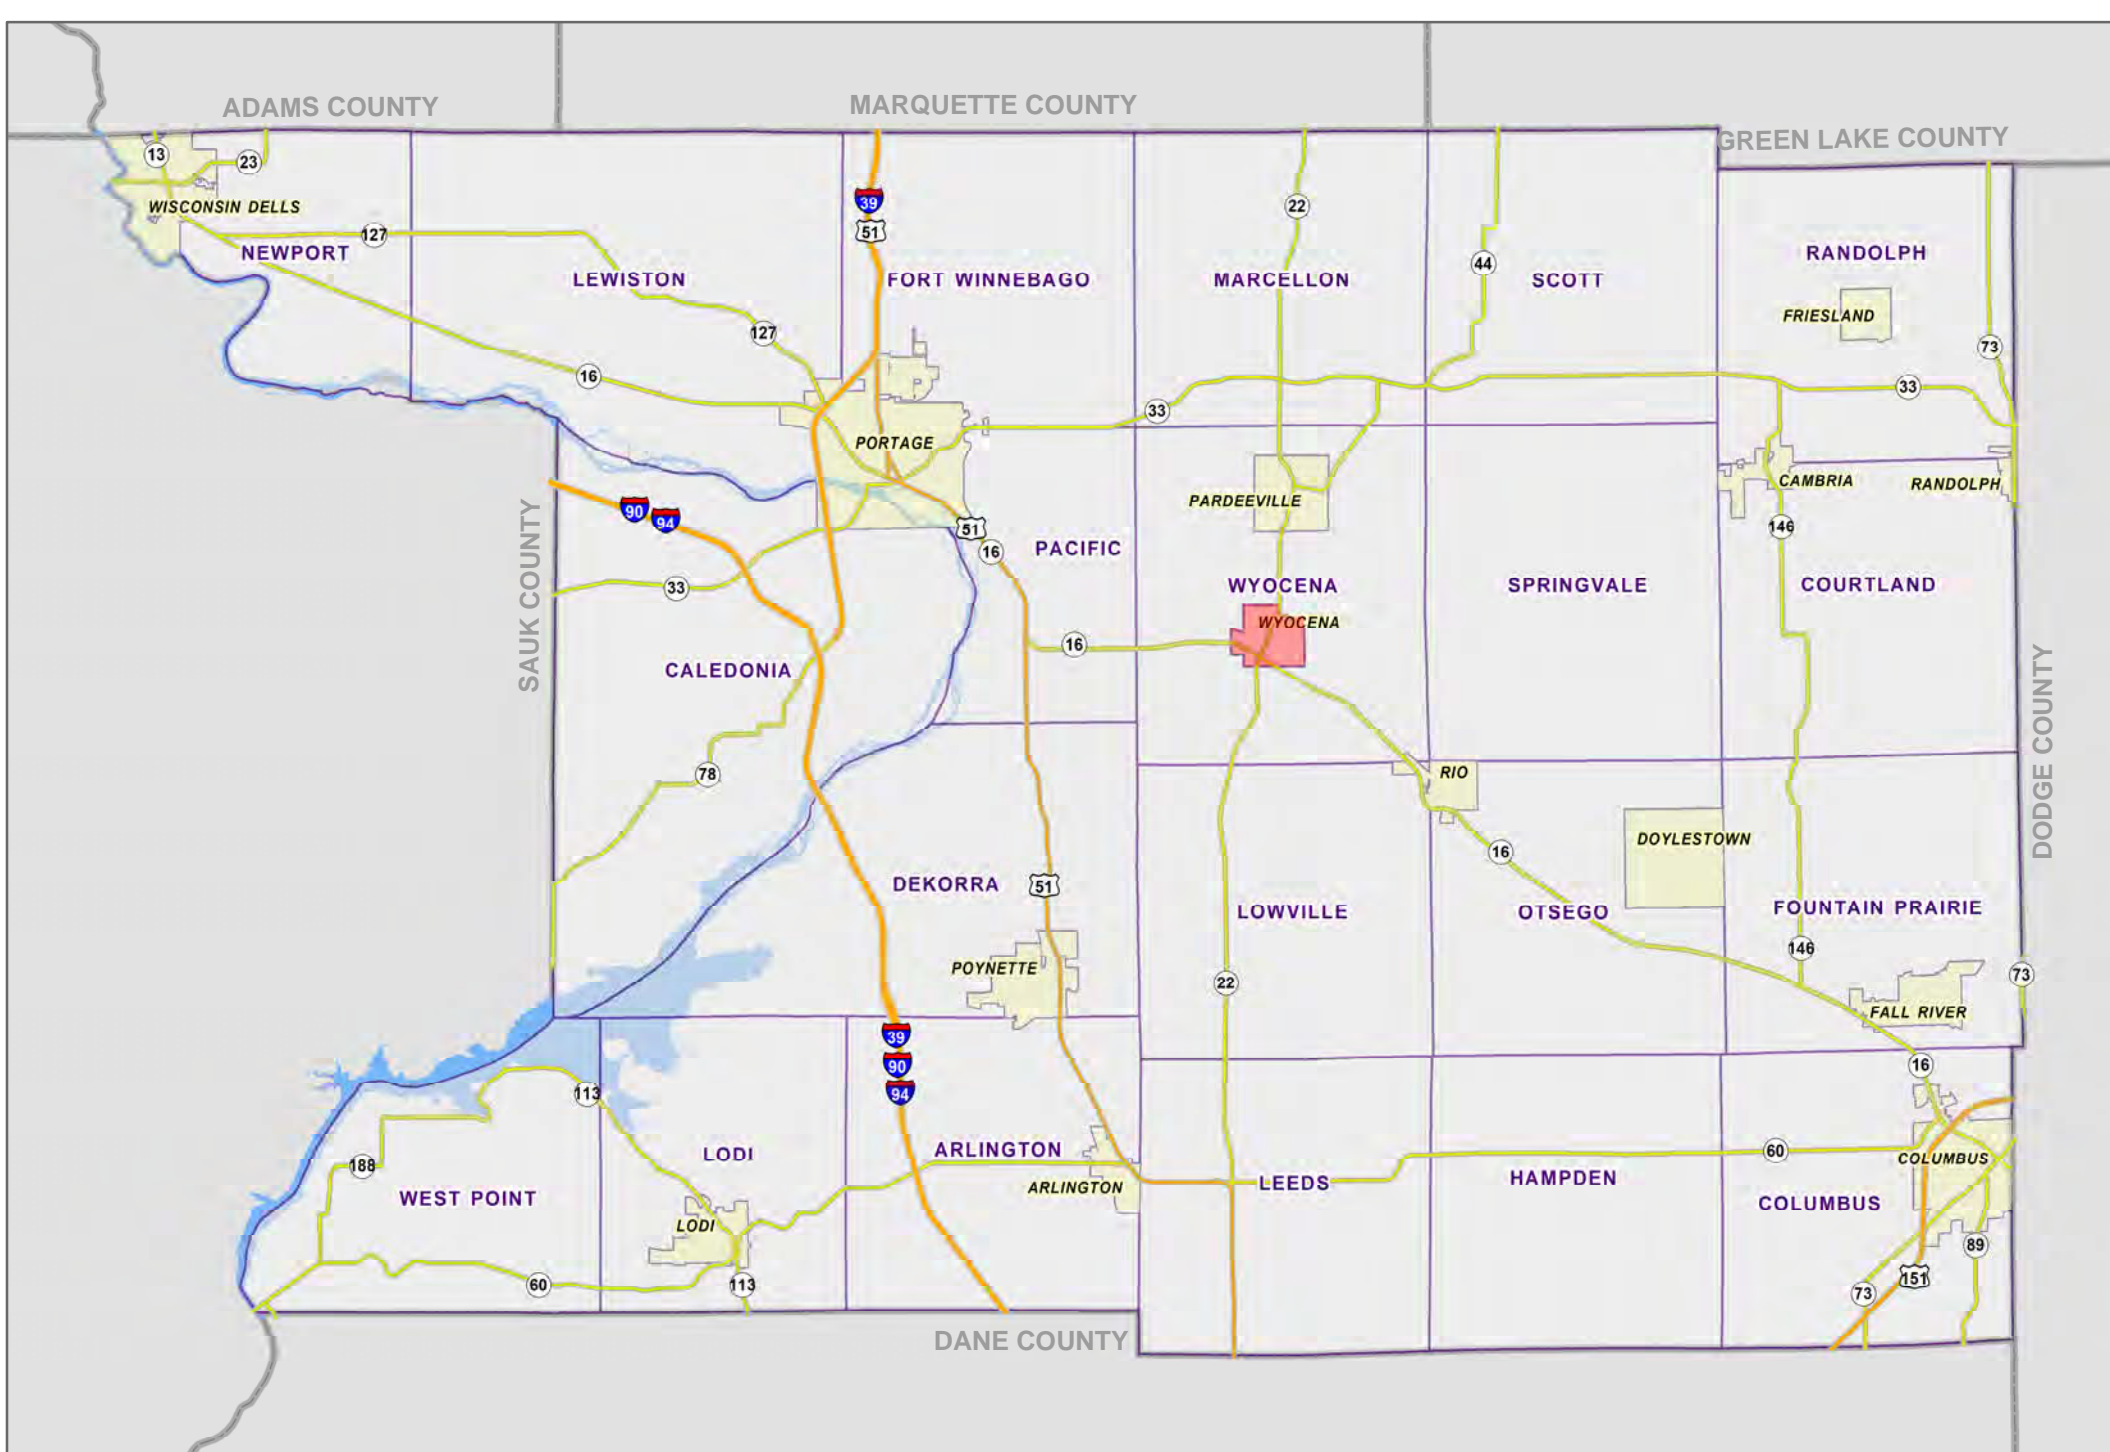 ADAMS COUNTY
MARQUETTE COUNTY
GREEN LAKE COUNTY
13
23
39
51
22
44
WISCONSIN DELLS
127
NEWPORT
LEWISTON
FORT WINNEBAGO
MARCELLON
SCOTT
RANDOLPH
FRIESLAND
127
73
16
33
33
PORTAGE
PARDEEVILLE
CAMBRIA
RANDOLPH
90
94
51
16
146
SAUK COUNTY
PACIFIC
33
WYOCENA
SPRINGVALE
COURTLAND
WYOCENA
16
CALEDONIA
DODGE COUNTY
78
RIO
DOYLESTOWN
16
DEKORRA
51
LOWVILLE
OTSEGO
FOUNTAIN PRAIRIE
146
POYNETTE
22
73
FALL RIVER
39
90
94
16
113
LODI
ARLINGTON
60
188
COLUMBUS
WEST POINT
ARLINGTON
LEEDS
HAMPDEN
COLUMBUS
LODI
89
60
113
151
73
DANE COUNTY